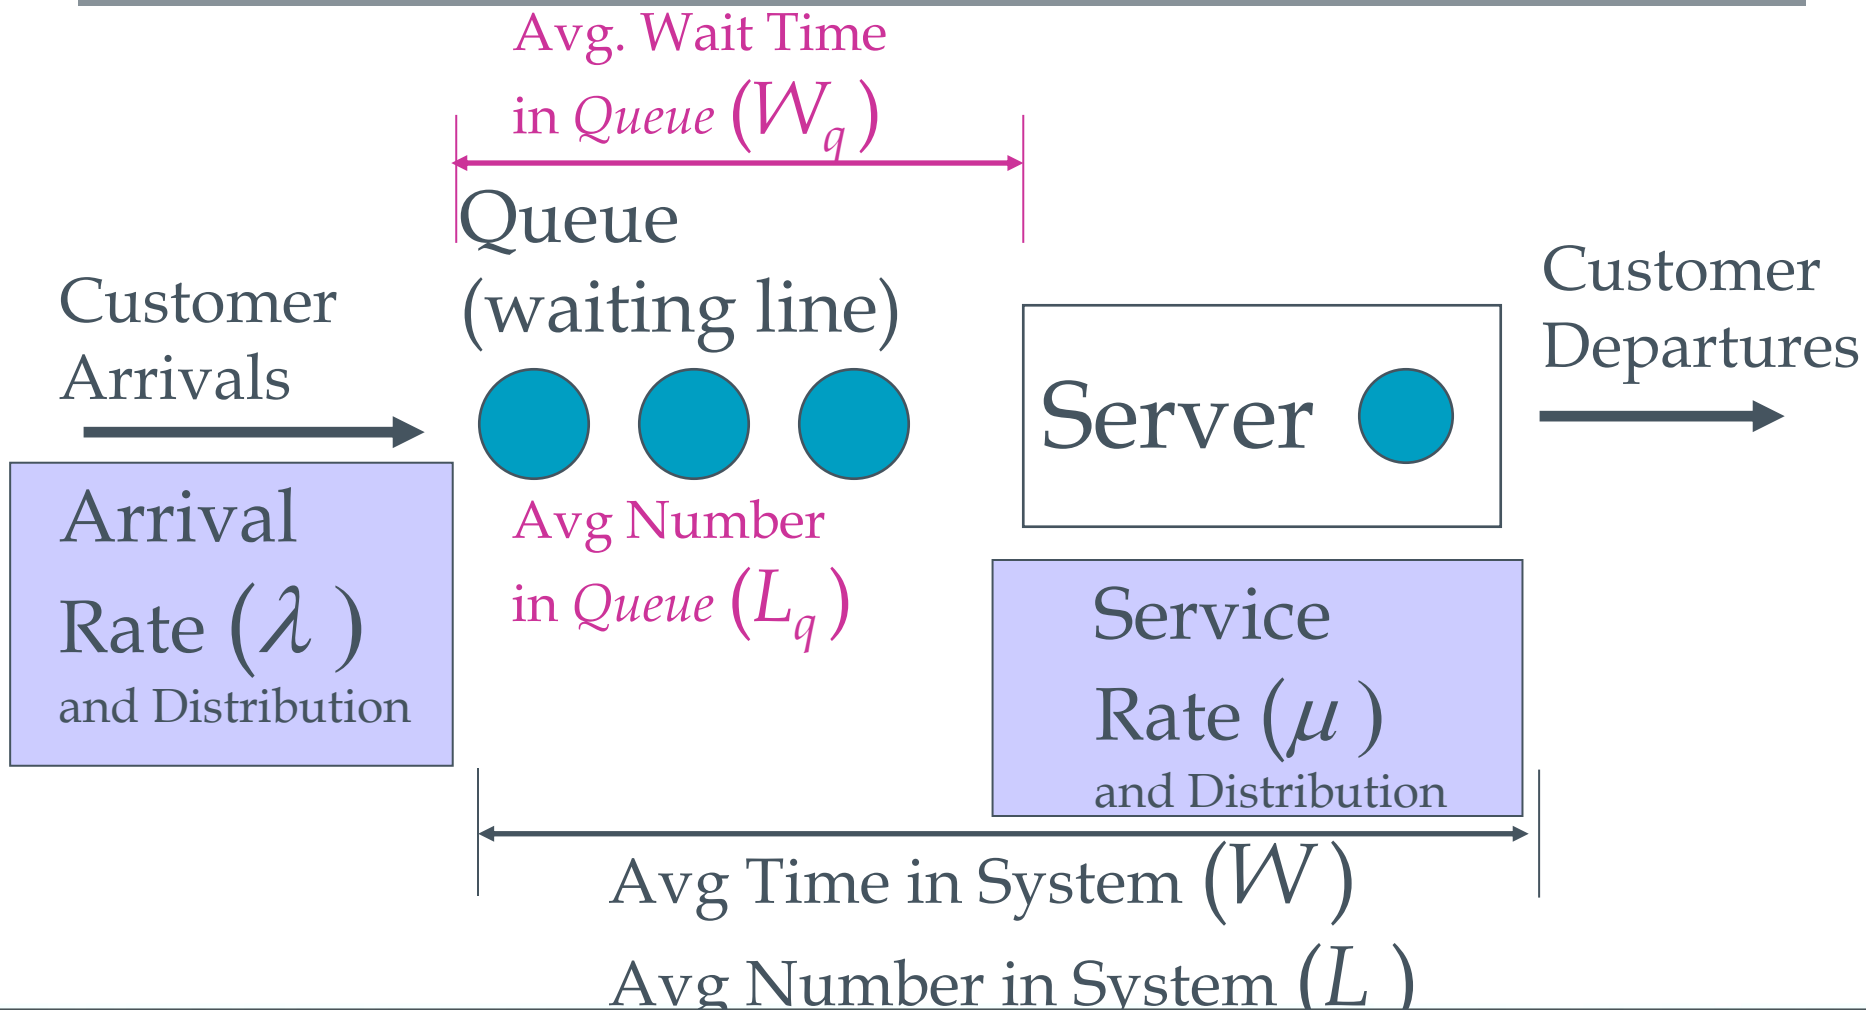 Avg. Wait Time
in Queue (W_q)
Queue
(waiting line)
Customer
Arrivals
Customer
Departures
Server
Arrival
Rate (λ)
and Distribution
Avg Number
in Queue (L_q)
Service
Rate (μ)
and Distribution
Avg Time in System (W)
Avg Number in System (L)